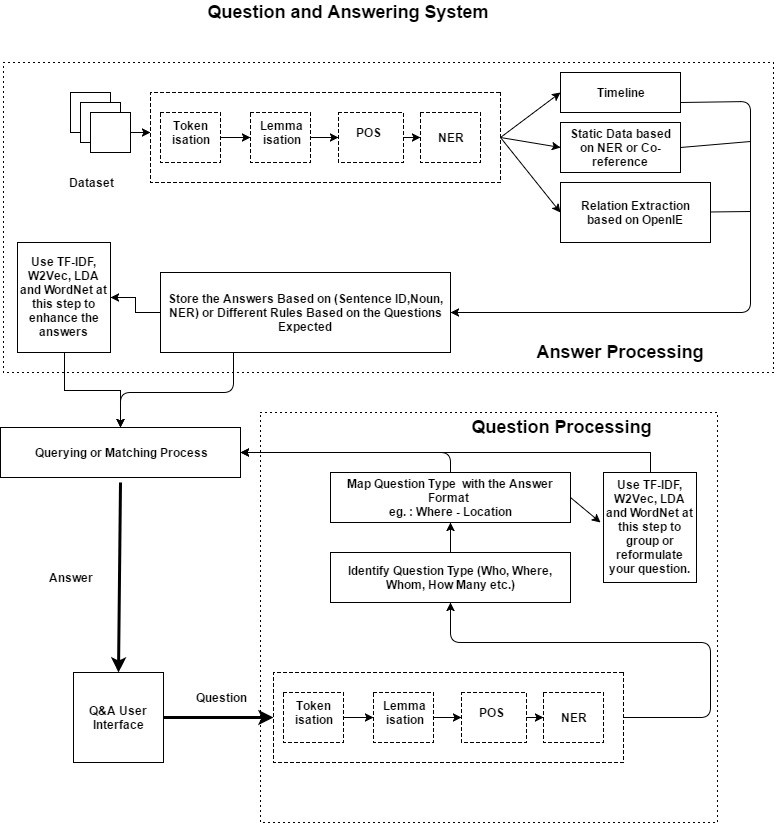 Question and Answering System
Timeline
Token
isation
Lemma
isation
POS
NER
Static Data based
on NER or Co-
reference
Dataset
Relation Extraction
based on OpenIE
Use TF-IDF,
W2Vec, LDA
and WordNet at
this step to
enhance the
answers
Store the Answers Based on (Sentence ID,Noun,
NER) or Different Rules Based on the Questions
Expected
Answer Processing
Question Processing
Querying or Matching Process
Map Question Type with the Answer
Format
eg. : Where - Location
Use TF-IDF,
W2Vec, LDA
and WordNet at
this step to
group or
reformulate
your question.
Identify Question Type (Who, Where,
Whom, How Many etc.)
Answer
Q&A User
Interface
Question
Token
isation
Lemma
isation
POS
NER